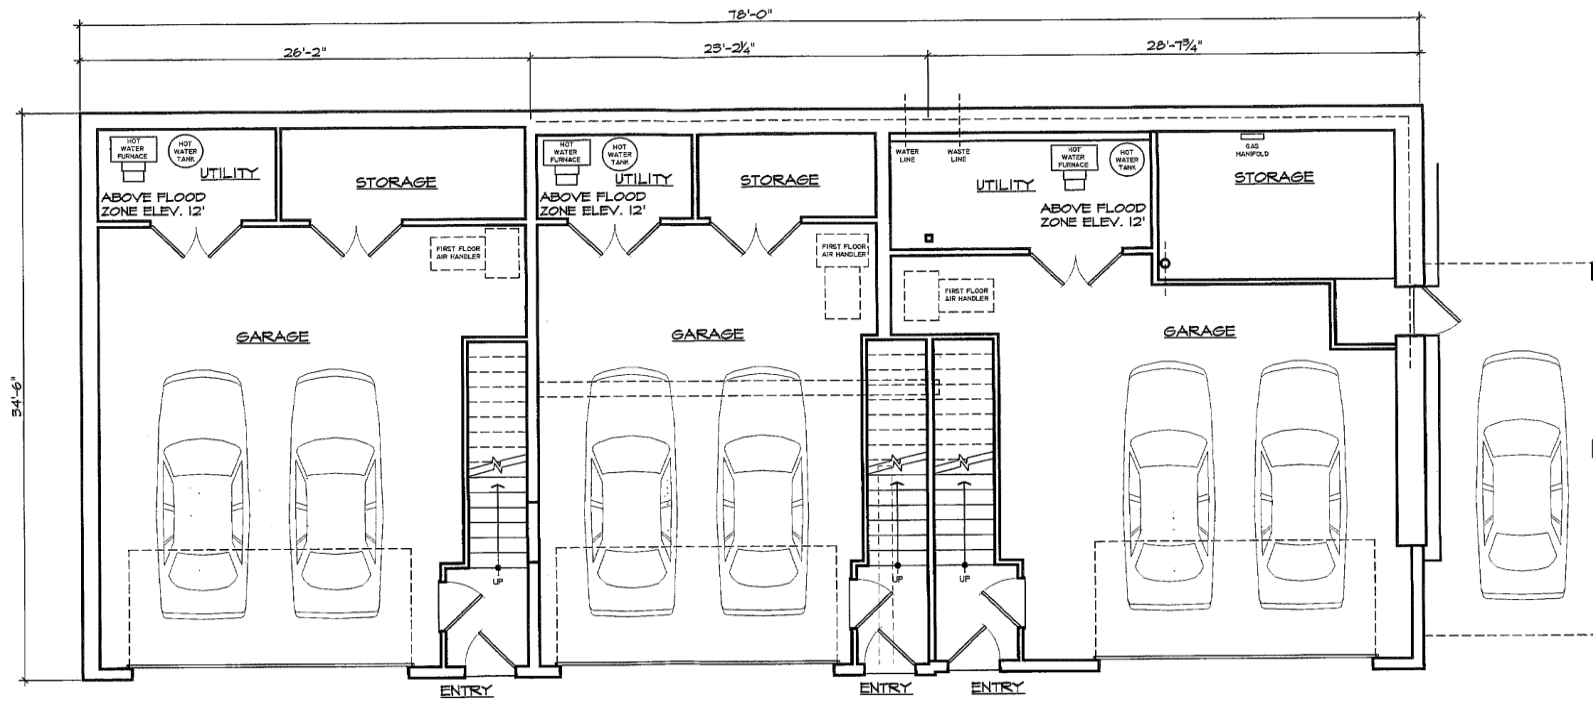 78'-0"
26'-2"
23'-2¼"
28'-7¾"
34'-6"
HOT
WATER
FURNACE
HOT
WATER
TANK
UTILITY
ABOVE FLOOD
ZONE ELEV. 12'
STORAGE
HOT
WATER
FURNACE
HOT
WATER
TANK
UTILITY
ABOVE FLOOD
ZONE ELEV. 12'
STORAGE
WATER
LINE
WASTE
LINE
UTILITY
HOT
WATER
FURNACE
HOT
WATER
TANK
ABOVE FLOOD
ZONE ELEV. 12'
GAS
MANIFOLD
STORAGE
FIRST FLOOR
AIR HANDLER
FIRST FLOOR
AIR HANDLER
FIRST FLOOR
AIR HANDLER
GARAGE
GARAGE
GARAGE
UP
UP
UP
ENTRY
ENTRY
ENTRY